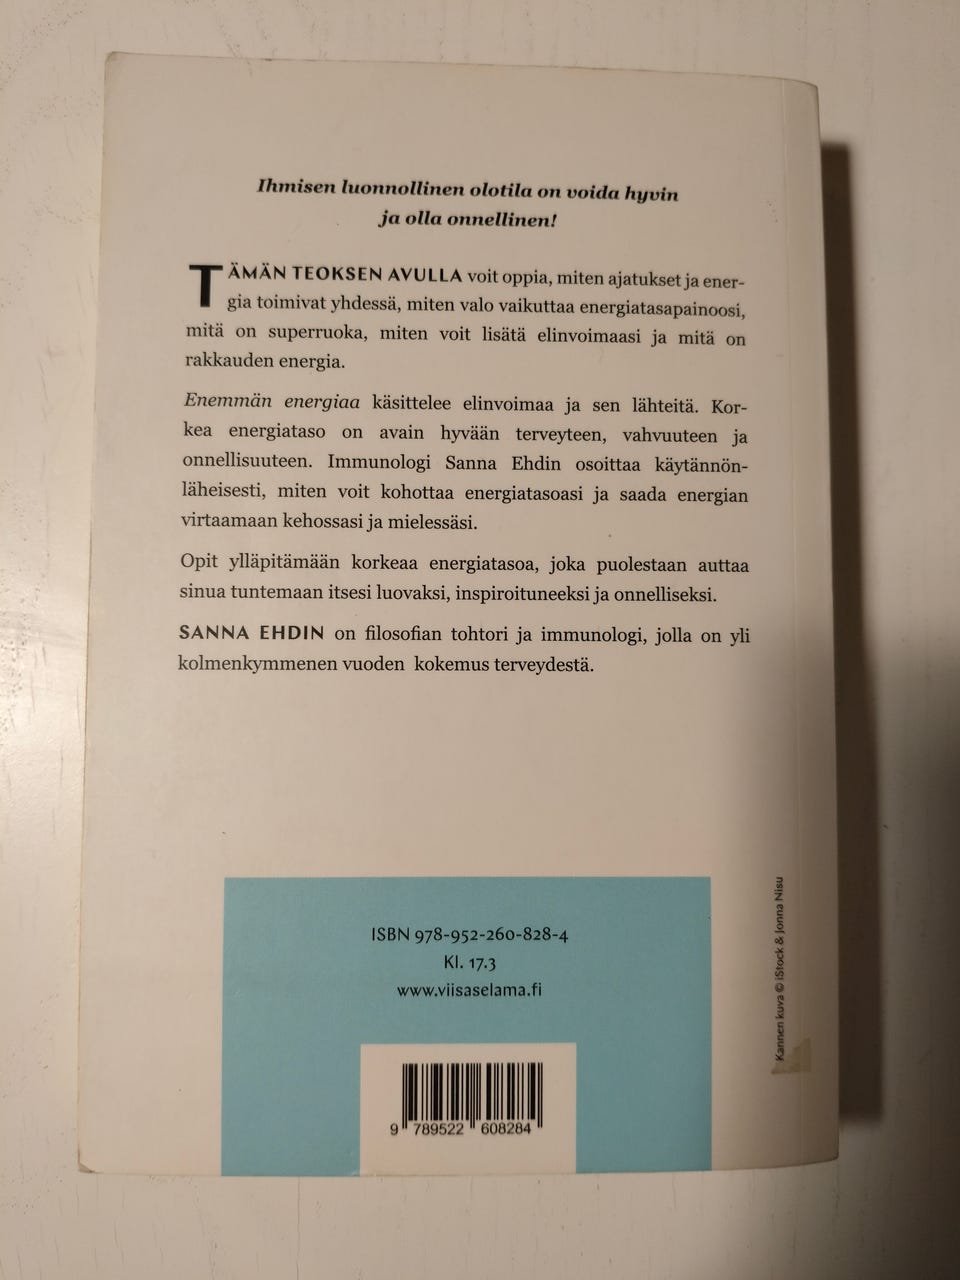 Ihmisen luonnollinen olotila on voida hyvin
ja olla onnellinen!
TÄMÄN TEOKSEN AVULLA voit oppia, miten ajatukset ja ener-
gia toimivat yhdessä, miten valo vaikuttaa energiatasapainoosi,
mitä on superruoka, miten voit lisätä elinvoimaasi ja mitä on
rakkauden energia.
Enemmän energiaa käsittelee elinvoimaa ja sen lähteitä. Kor-
kea energiataso on avain hyvään terveyteen, vahvuuteen ja
onnellisuuteen. Immunologi Sanna Ehdin osoittaa käytännön-
läheisesti, miten voit kohottaa energiatasoasi ja saada energian
virtaamaan kehossasi ja mielessäsi.
Opit ylläpitämään korkeaa energiatasoa, joka puolestaan auttaa
sinua tuntemaan itsesi luovaksi, inspiroituneeksi ja onnelliseksi.
SANNA EHDIN on filosofian tohtori ja immunologi, jolla on yli
kolmenkymmenen vuoden kokemus terveydestä.
ISBN 978-952-260-828-4
Kl. 17.3
www.viisaselama.fi
9 789522 608284
Kannen kuva © iStock & Jonna Nisu